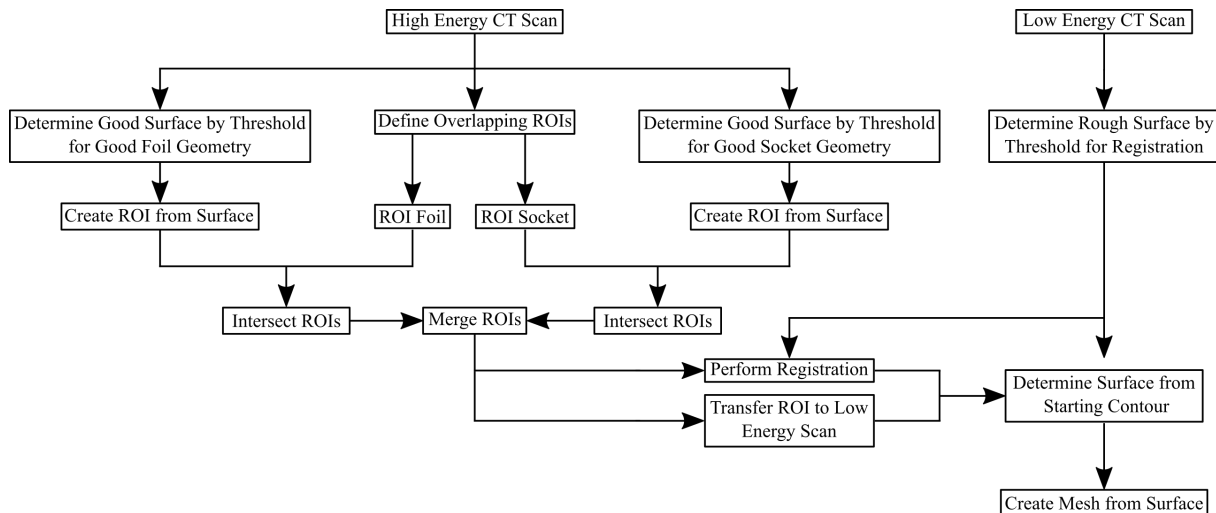 High Energy CT Scan
Low Energy CT Scan
Determine Good Surface by Threshold
for Good Foil Geometry
Define Overlapping ROIs
Determine Good Surface by Threshold
for Good Socket Geometry
Determine Rough Surface by
Threshold for Registration
Create ROI from Surface
ROI Foil
ROI Socket
Create ROI from Surface
Intersect ROIs
Merge ROIs
Intersect ROIs
Perform Registration
Transfer ROI to Low
Energy Scan
Determine Surface from
Starting Contour
Create Mesh from Surface